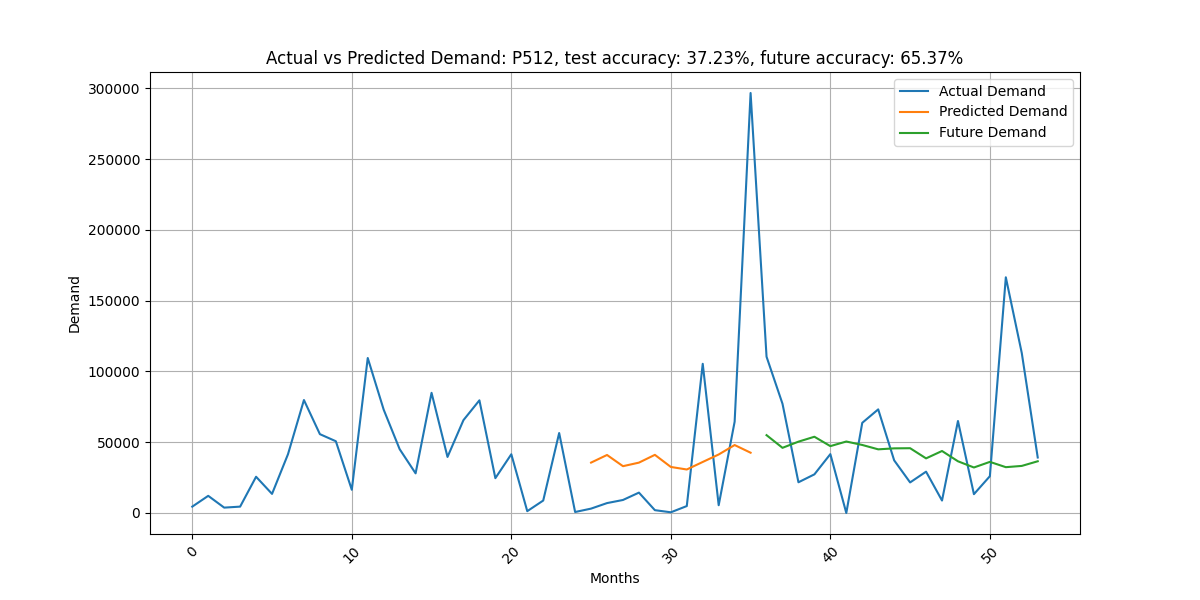 Actual vs Predicted Demand: P512, test accuracy: 37.23%, future accuracy: 65.37%
Actual Demand
Predicted Demand
Future Demand
300000
250000
200000
150000
100000
50000
0
Demand
0 10 20 30 40 50
Months